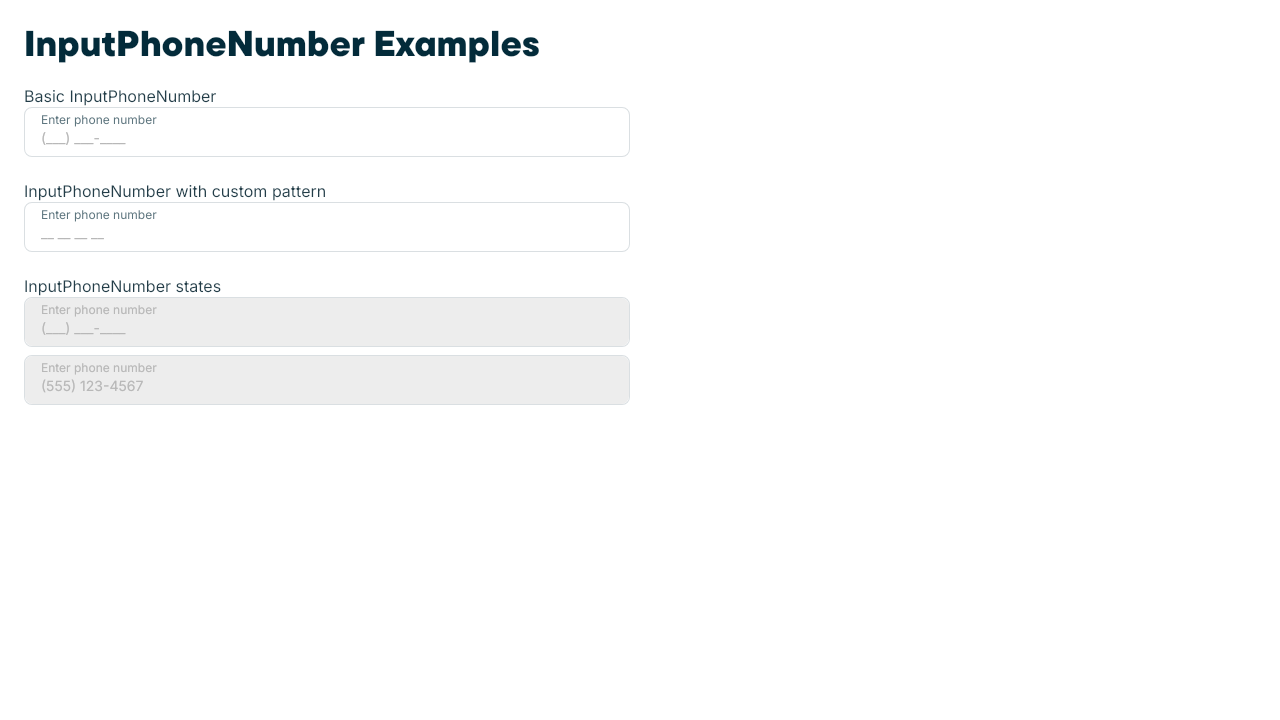 InputPhoneNumber Examples
Basic InputPhoneNumber
Enter phone number
(___) ___-____
InputPhoneNumber with custom pattern
Enter phone number
__ __ __ __
InputPhoneNumber states
Enter phone number
(___) ___-____
Enter phone number
(555) 123-4567